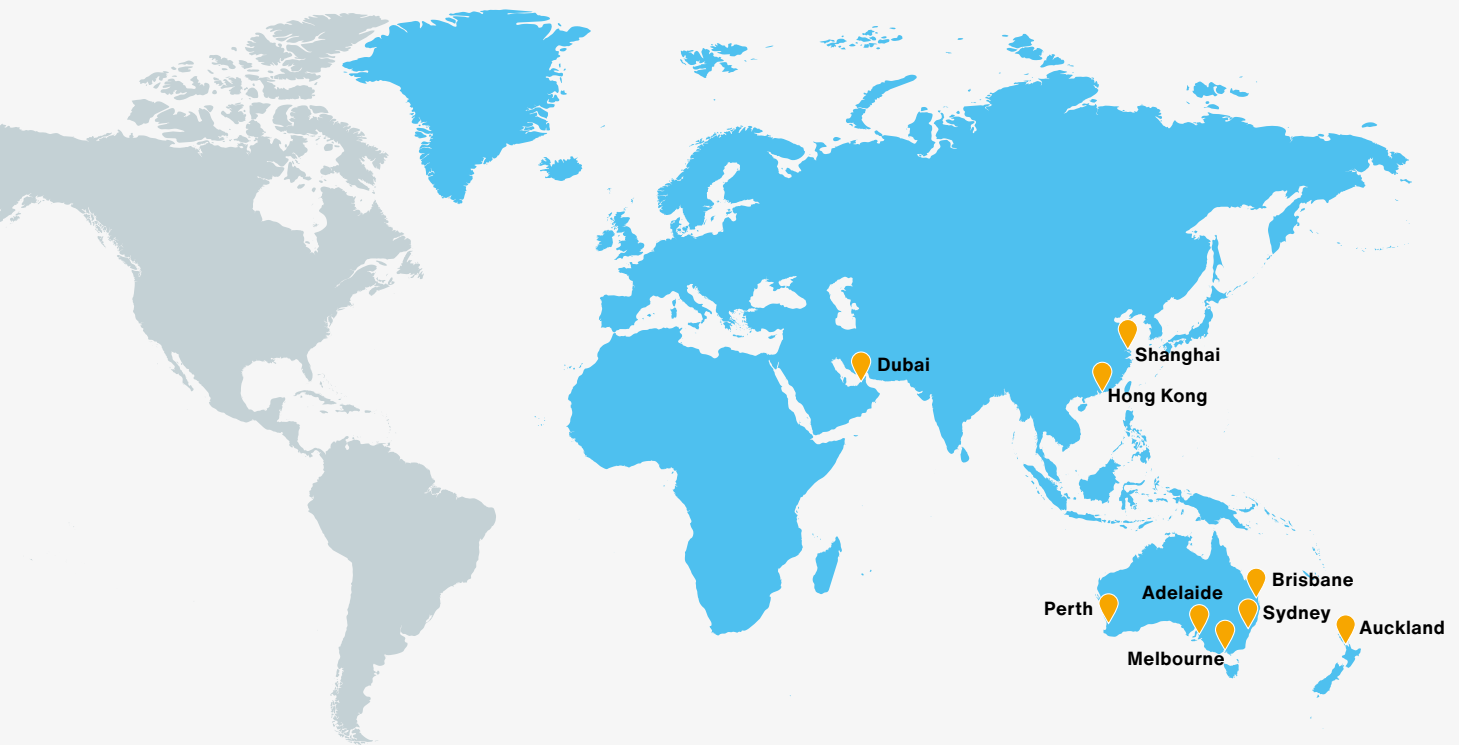 Shanghai
Dubai
Hong Kong
Brisbane
Adelaide
Perth
Sydney
Auckland
Melbourne